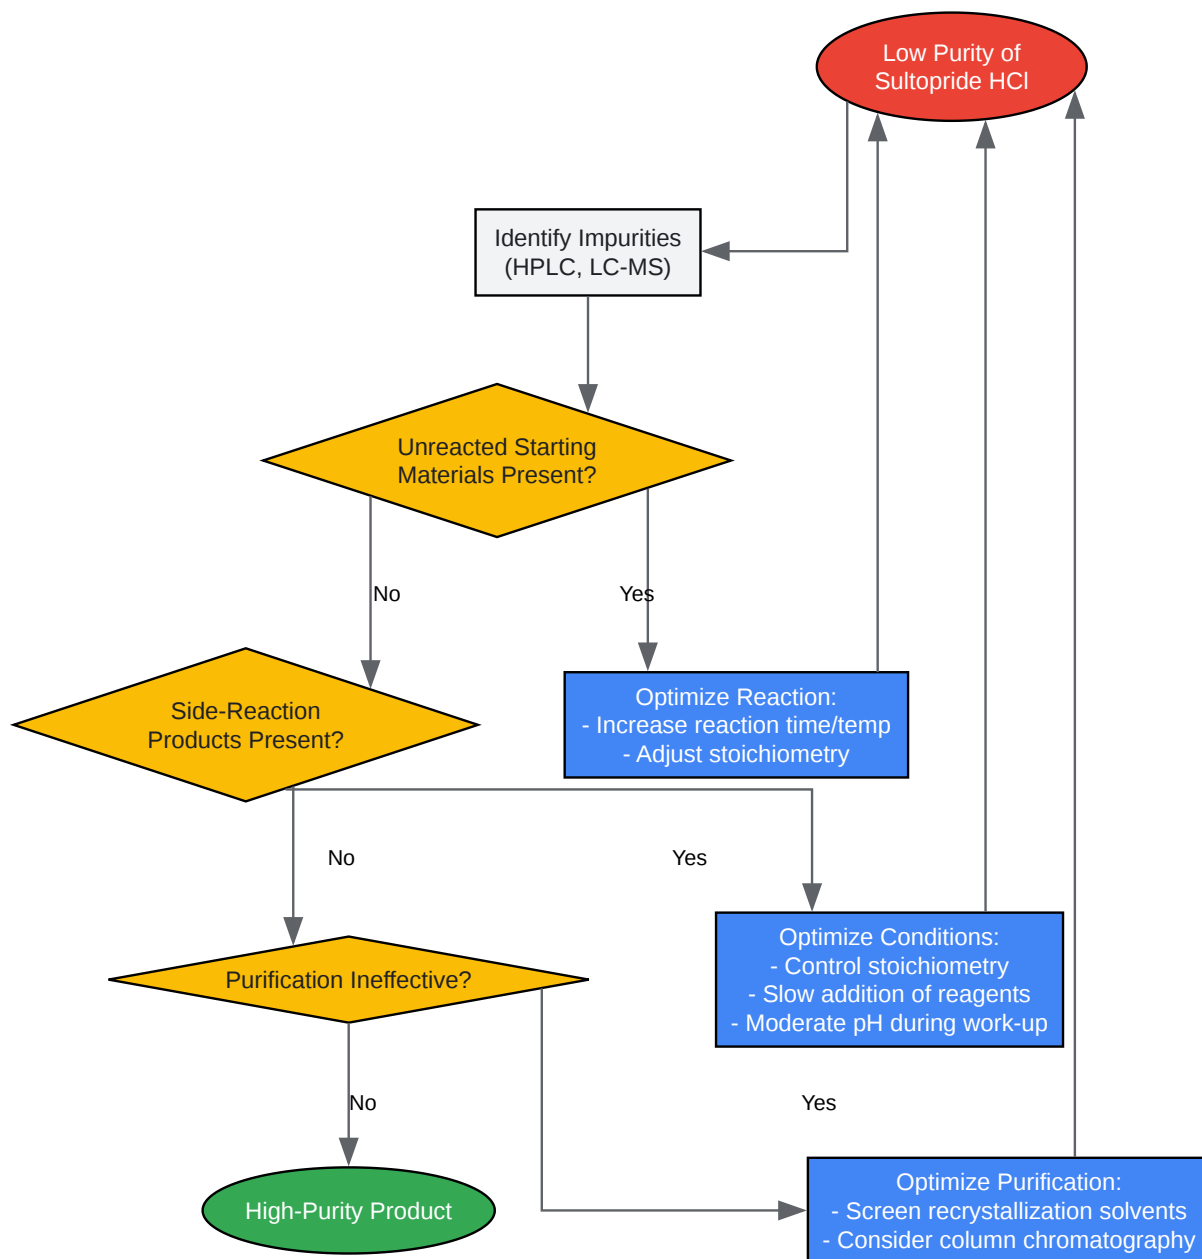 Low Purity of
Sultopride HCl
Identify Impurities
(HPLC, LC-MS)
Unreacted Starting
Materials Present?
No
Yes
Side-Reaction
Products Present?
Optimize Reaction:
- Increase reaction time/temp
- Adjust stoichiometry
No
Yes
Purification Ineffective?
Optimize Conditions:
- Control stoichiometry
- Slow addition of reagents
- Moderate pH during work-up
No
Yes
High-Purity Product
Optimize Purification:
- Screen recrystallization solvents
- Consider column chromatography